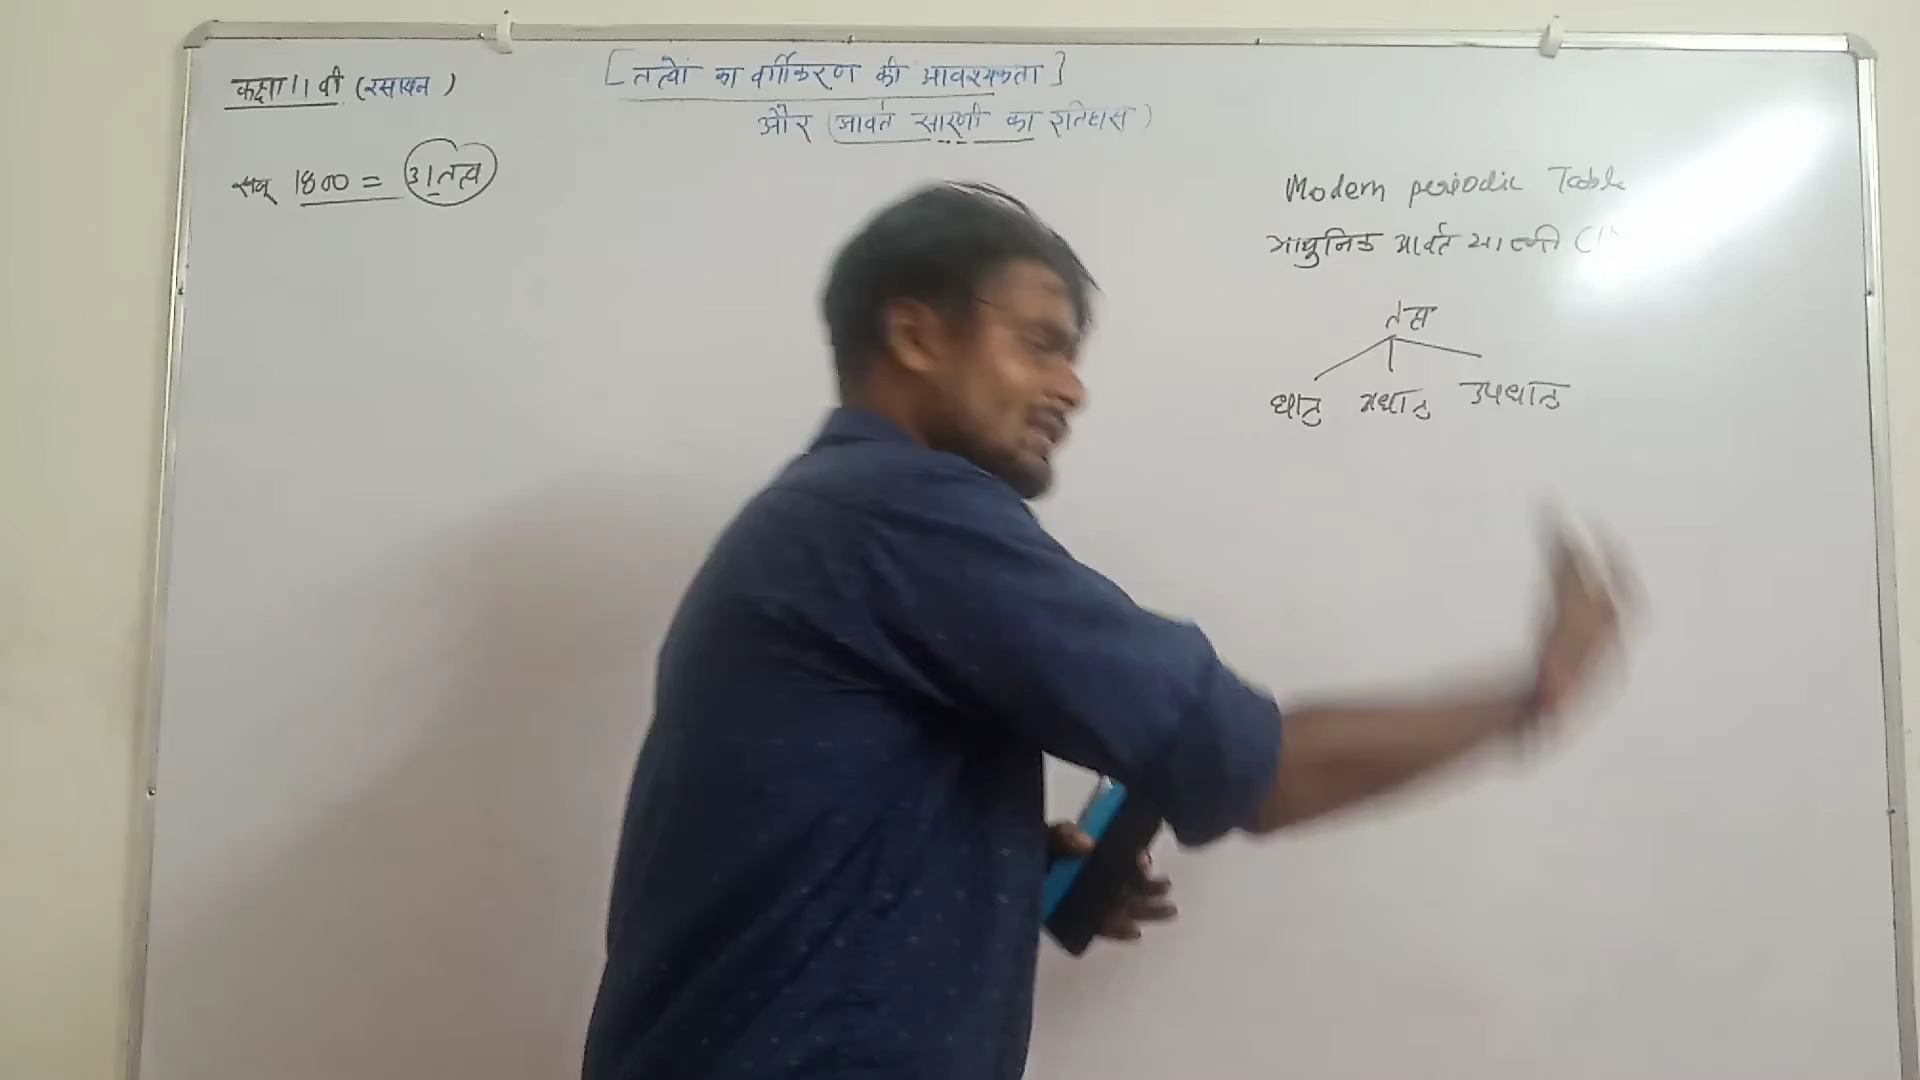 कक्षा 11 वी (रसायन)
[तत्वों का वर्गीकरण की आवश्यकता]
और (आवर्त सारणी का इतिहास)
सन् 1800 = 31 तत्व
Modern periodic Table
आधुनिक आवर्त सारणी (
तत्व
धातु अधातु उपधातु